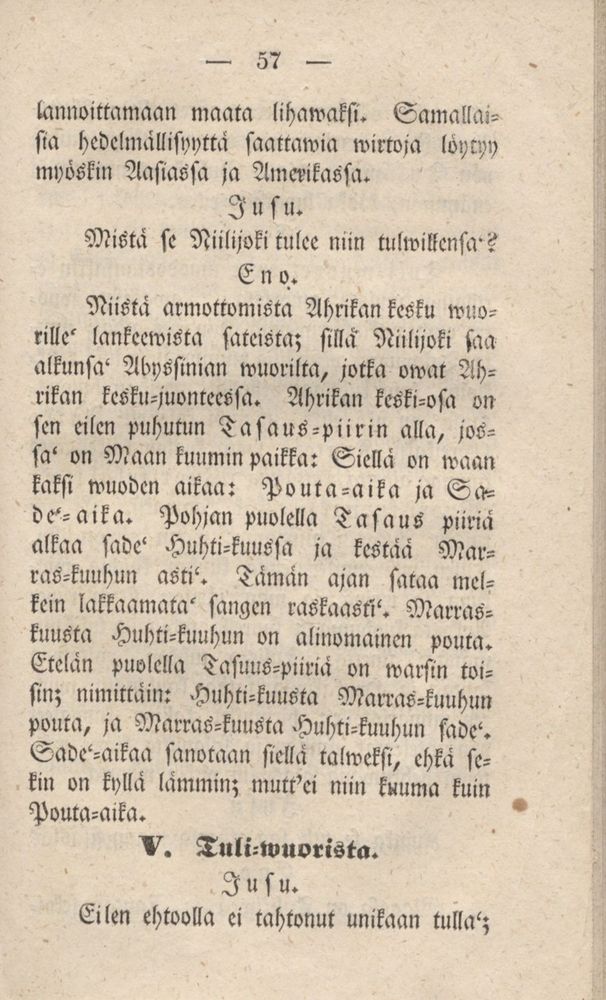 — 57 —
lannoittamaan maata lihawaksi. Samallai-
sia hedelmällisyyttä saattawia wirtoja löytyy
myöskin Aasiassa ja Amerikassa.
Jusu.
Mistä se Niilijoki tulee niin tulwillensa‘?
Eno.
Niistä armottomista Ahrikan kesku wuo-
rille‘ lankeewista sateista; sillä Niilijoki saa
alkunsa‘ Abyssinian wuorilta, jotka owat Ah-
rikan kesku-juonteessa. Ahrikan keski-osa on
sen eilen puhutun Tasaus-piirin alla, jos-
sa‘ on Maan kuumin paikka: Siellä on waan
kaksi wuoden aikaa: Pouta-aika ja Sa-
de‘-aika. Pohjan puolella Tasaus piiriä
alkaa sade‘ Huhti-kuussa ja kestää Mar-
ras-kuuhun asti‘. Tämän ajan sataa mel-
kein lakkaamata‘ sangen raskaasti‘. Marras-
kuusta Huhti-kuuhun on alinomainen pouta.
Etelän puolella Tasuus-piiriä on warsin toi-
sin; nimittäin: Huhti-kuusta Marras-kuuhun
pouta, ja Marras-kuusta Huhti-kuuhun sade‘.
Sade‘-aikaa sanotaan siellä talweksi, ehkä se-
kin on kyllä lämmin; mutt’ei niin kuuma kuin
Pouta-aika.
V. Tuli-wuorista.
Jusu.
Eilen ehtoolla ei tahtonut unikaan tulla‘;